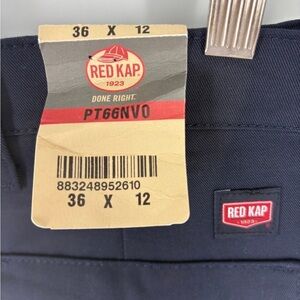 36 X 12
RED KAP.
1923
DONE RIGHT.
PT66NV0
883248952610
36 X 12
RED KAP
1923